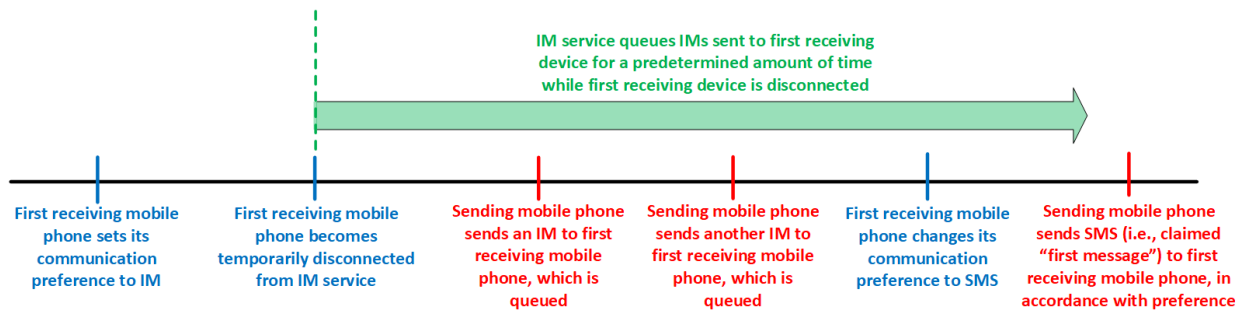 IM service queues IMs sent to first receiving
device for a predetermined amount of time
while first receiving device is disconnected
First receiving mobile
phone sets its
communication
preference to IM
First receiving mobile
phone becomes
temporarily disconnected
from IM service
Sending mobile phone
sends an IM to first
receiving mobile
phone, which is
queued
Sending mobile phone
sends another IM to
first receiving mobile
phone, which is
queued
First receiving mobile
phone changes its
communication
preference to SMS
Sending mobile phone
sends SMS (i.e., claimed
“first message”) to first
receiving mobile phone, in
accordance with preference